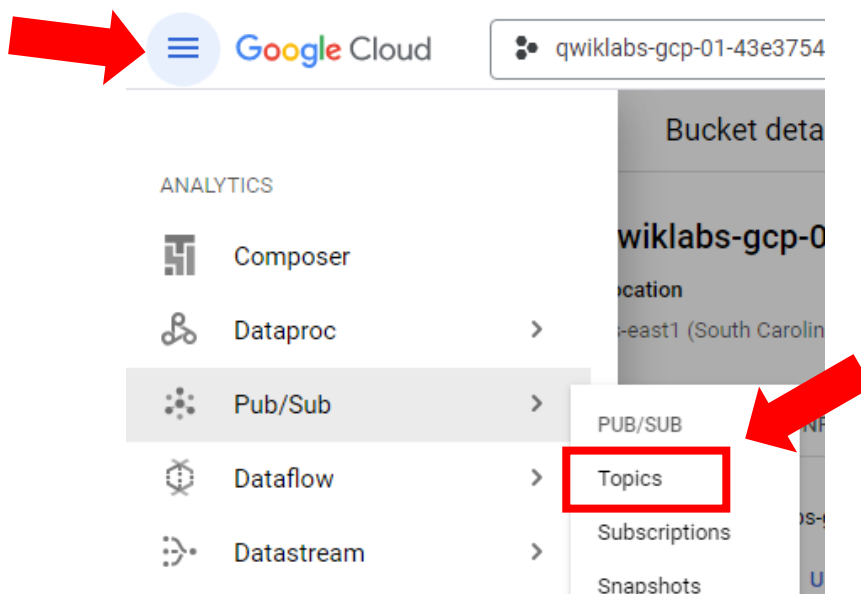 Google Cloud
qwiklabs-gcp-01-43e3754
Bucket deta
ANALYTICS
wiklabs-gcp-0
Composer
ocation
Dataproc
s-east1 (South Carolin
Pub/Sub
PUB/SUB
Dataflow
Topics
Subscriptions
Datastream
Snapshots
U